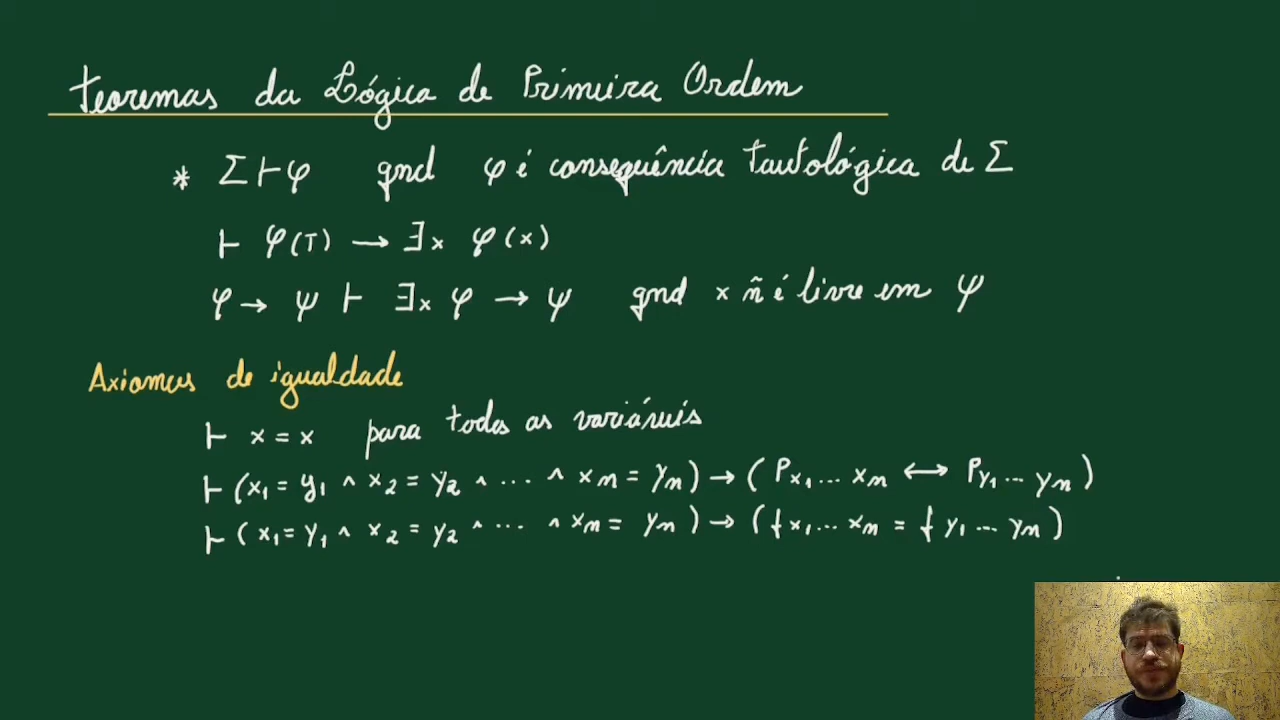 Teoremas da Lógica de Primeira Ordem
* Σ ⊢ φ qnd φ é consequência tautológica de Σ
⊢ φ(T) → ∃x φ(x)
φ → ψ ⊢ ∃x φ → ψ qnd x ñ é livre em ψ
Axiomas de igualdade
⊢ x = x para todas as variáveis
⊢ (x₁ = y₁ ∧ x₂ = y₂ ∧ ... ∧ xₙ = yₙ) → (Px₁...xₙ ↔ Py₁...yₙ)
⊢ (x₁ = y₁ ∧ x₂ = y₂ ∧ ... ∧ xₙ = yₙ) → (fx₁...xₙ = fy₁...yₙ)